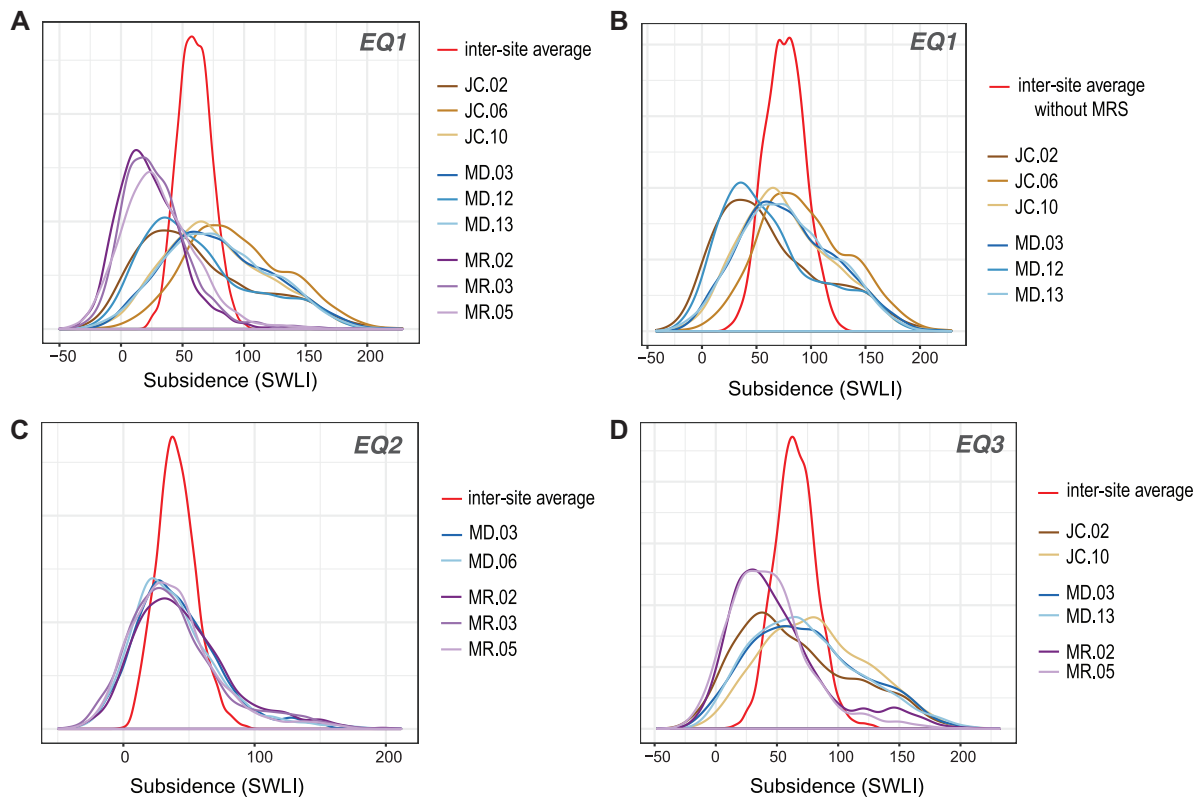 A
EQ1
inter-site average
JC.02
JC.06
JC.10
MD.03
MD.12
MD.13
MR.02
MR.03
MR.05
−50 0 50 100 150 200
Subsidence (SWLI)
B
EQ1
inter-site average
without MRS
JC.02
JC.06
JC.10
MD.03
MD.12
MD.13
−50 0 50 100 150 200
Subsidence (SWLI)
C
EQ2
inter-site average
MD.03
MD.06
MR.02
MR.03
MR.05
0 100 200
Subsidence (SWLI)
D
EQ3
inter-site average
JC.02
JC.10
MD.03
MD.13
MR.02
MR.05
−50 0 50 100 150 200
Subsidence (SWLI)